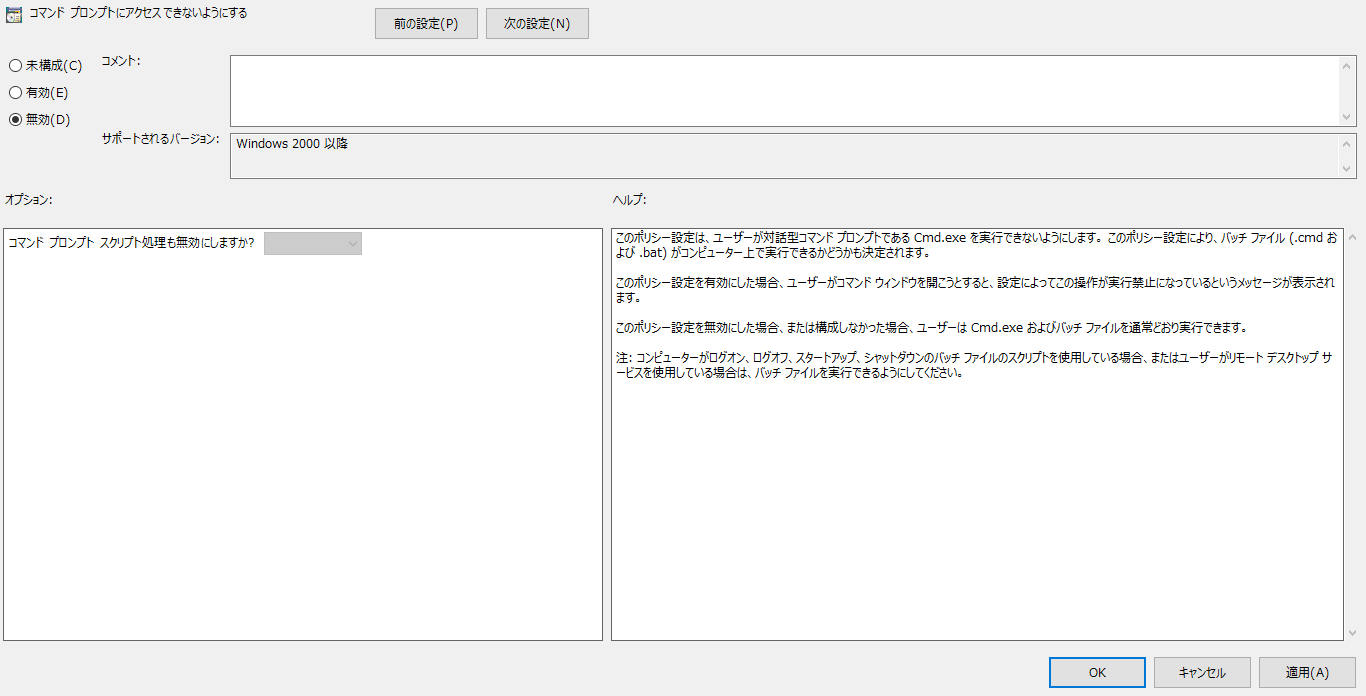 コマンド プロンプトにアクセスできないようにする
前の設定(P)
次の設定(N)
未構成(C)
有効(E)
無効(D)
コメント:
サポートされるバージョン:
Windows 2000 以降
オプション:
ヘルプ:
コマンド プロンプト スクリプト処理も無効にしますか?
このポリシー設定は、ユーザーが対話型コマンド プロンプトである Cmd.exe を実行できないようにします。このポリシー設定により、バッチ ファイル (.cmd お
よび .bat) がコンピューター上で実行できるかどうかも決定されます。
このポリシー設定を有効にした場合、ユーザーがコマンド ウィンドウを開こうとすると、設定によってこの操作が実行禁止になっているというメッセージが表示され
ます。
このポリシー設定を無効にした場合、または構成しなかった場合、ユーザーは Cmd.exe およびバッチ ファイルを通常どおり実行できます。
注: コンピューターがログオン、ログオフ、スタートアップ、シャットダウンのバッチ ファイルのスクリプトを使用している場合、またはユーザーがリモート デスクトップ サ
ービスを使用している場合は、バッチ ファイルを実行できるようにしてください。
OK
キャンセル
適用(A)